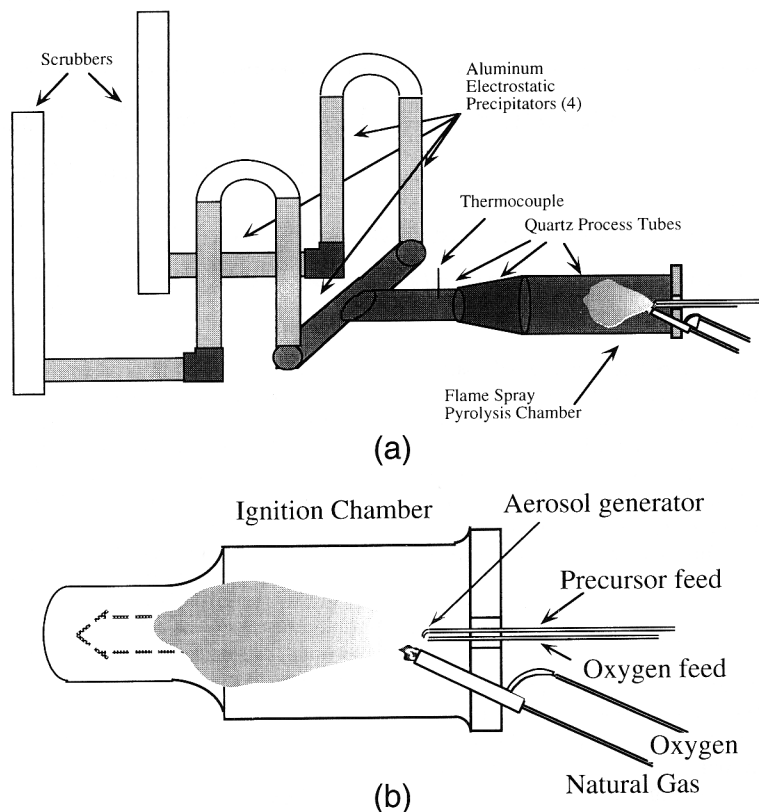 Scrubbers
Aluminum
Electrostatic
Precipitators (4)
Thermocouple
Quartz Process Tubes
Flame Spray
Pyrolysis Chamber
(a)
Ignition Chamber
Aerosol generator
Precursor feed
Oxygen feed
Oxygen
Natural Gas
(b)